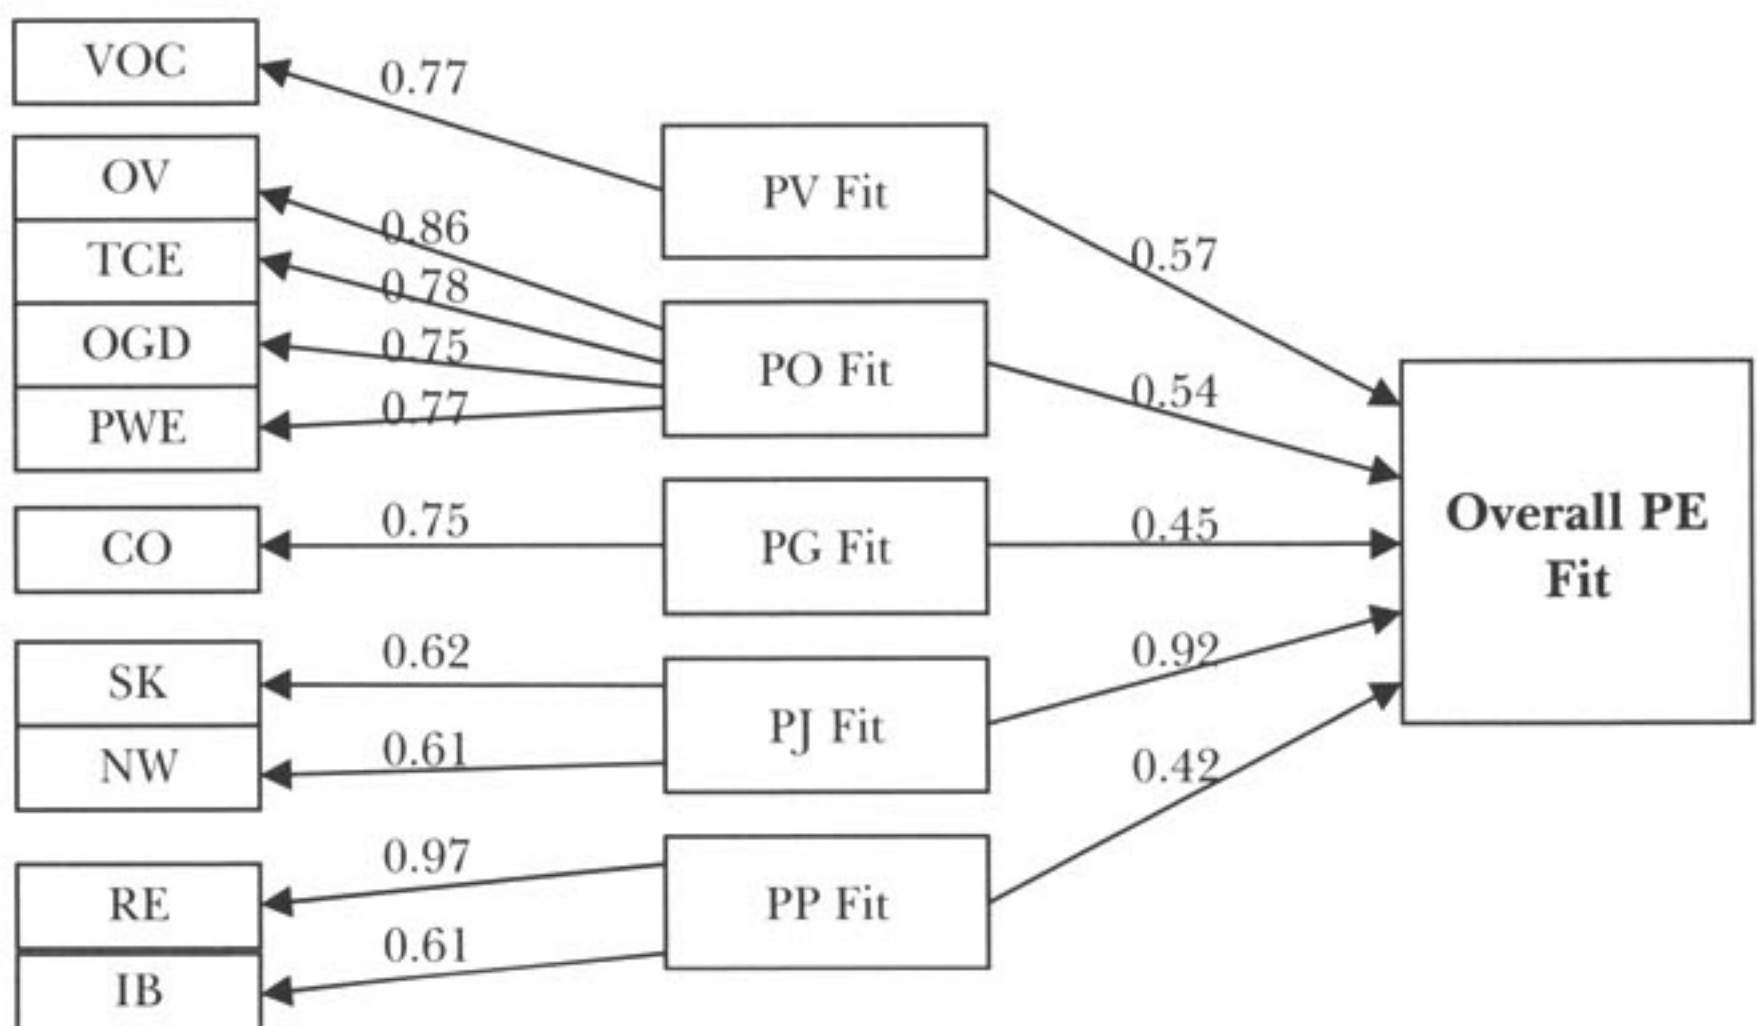 VOC
0.77
OV
PV Fit
0.86
0.57
TCE
0.78
OGD
0.75
PO Fit
0.54
PWE
0.77
Overall PE
Fit
CO
0.75
PG Fit
0.45
SK
0.62
0.92
PJ Fit
NW
0.61
0.42
0.97
RE
PP Fit
0.61
IB